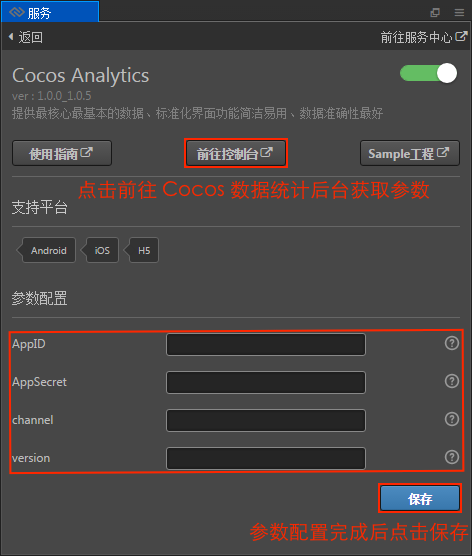 服务
返回
前往服务中心
Cocos Analytics
ver : 1.0.0_1.0.5
提供最核心最基本的数据、标准化界面功能简洁易用、数据准确性最好
使用指南
前往控制台
Sample工程
点击前往 Cocos 数据统计后台获取参数
支持平台
Android
iOS
H5
参数配置
AppID
AppSecret
channel
version
保存
参数配置完成后点击保存